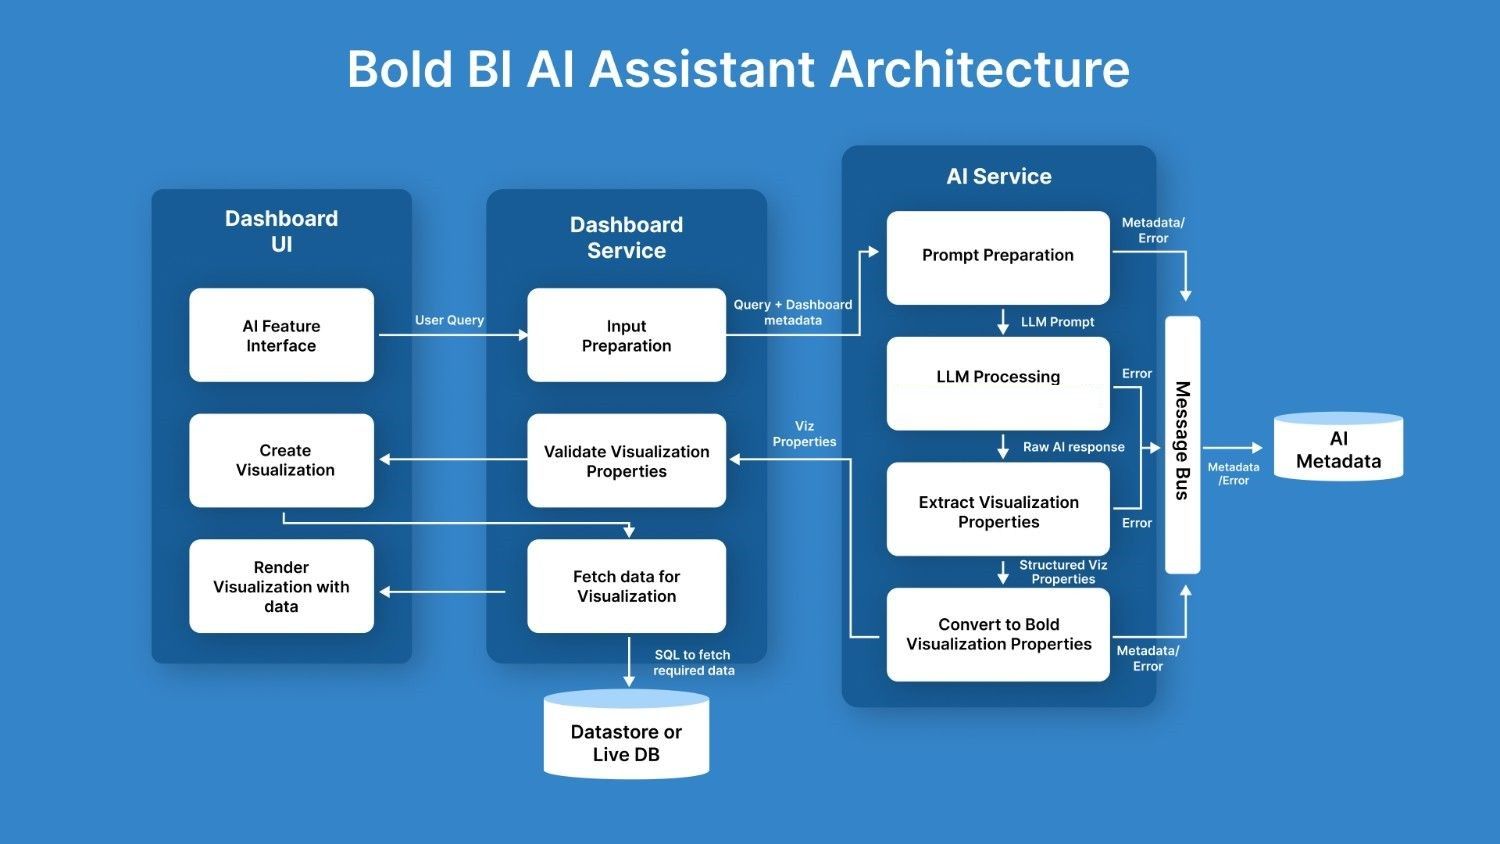 Bold BI AI Assistant Architecture
Dashboard
UI
AI Feature
Interface
Create
Visualization
Render
Visualization with
data
User Query
Dashboard
Service
Input
Preparation
Validate Visualization
Properties
Fetch data for
Visualization
SQL to fetch
required data
Datastore or
Live DB
Query + Dashboard
metadata
Viz
Properties
AI Service
Prompt Preparation
LLM Prompt
LLM Processing
Raw AI response
Extract Visualization
Properties
Structured Viz
Properties
Convert to Bold
Visualization Properties
Metadata/
Error
Error
Error
Metadata/
Error
Message Bus
Metadata
/Error
AI
Metadata